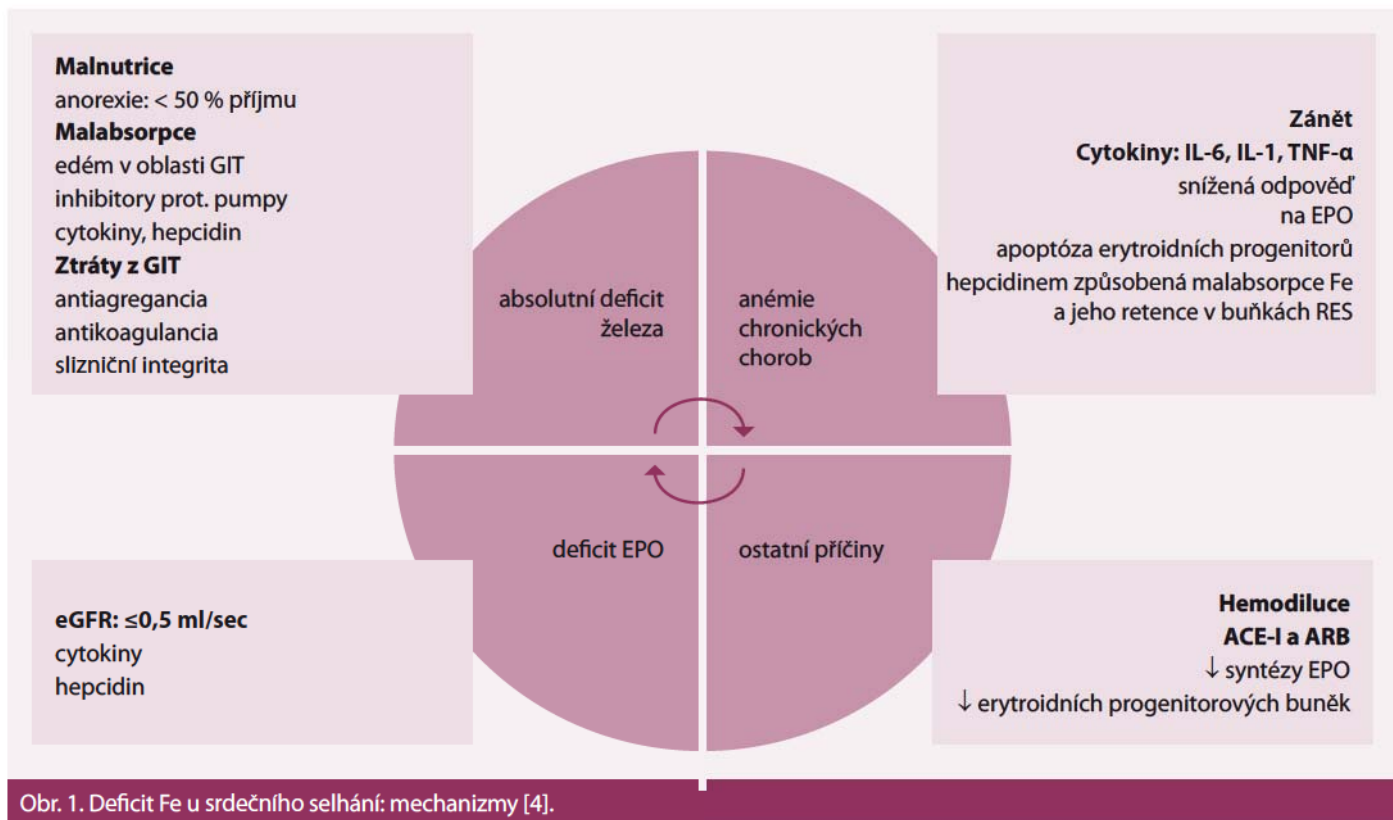 Malnutrice
anorexie: < 50 % příjmu
Malabsorpce
edém v oblasti GIT
inhibitory prot. pumpy
cytokiny, hepcidin
Ztráty z GIT
antiagregancia
antikoagulancia
slizniční integrita
Zánět
Cytokiny: IL-6, IL-1, TNF-α
snížená odpověď
na EPO
apoptóza erytroidních progenitorů
hepcidinem způsobená malabsorpce Fe
a jeho retence v buňkách RES
absolutní deficit
železa
anémie
chronických
chorob
deficit EPO
ostatní příčiny
eGFR: ≤0,5 ml/sec
cytokiny
hepcidin
Hemodiluce
ACE-I a ARB
↓ syntézy EPO
↓ erytroidních progenitorových buněk
Obr. 1. Deficit Fe u srdečního selhání: mechanizmy [4].